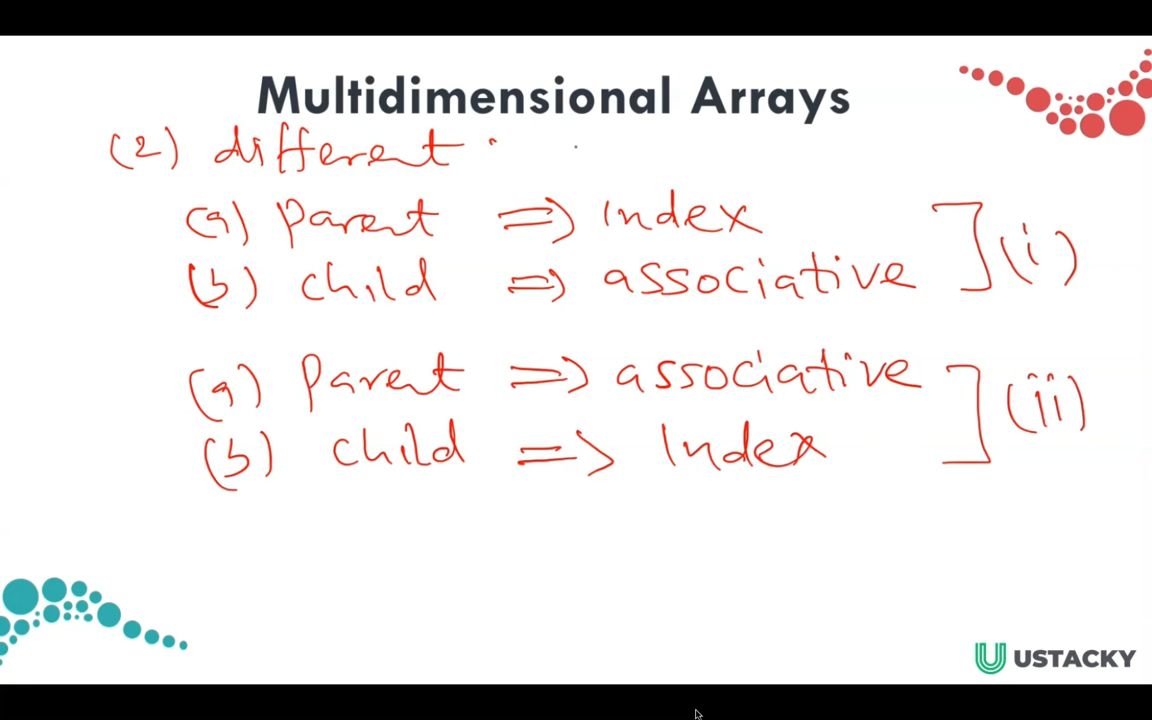 Multidimensional Arrays
(2) different
(a) Parent => Index
(b) child => associative
](i)
(a) Parent => associative
(b) child => Index
](ii)
USTACKY